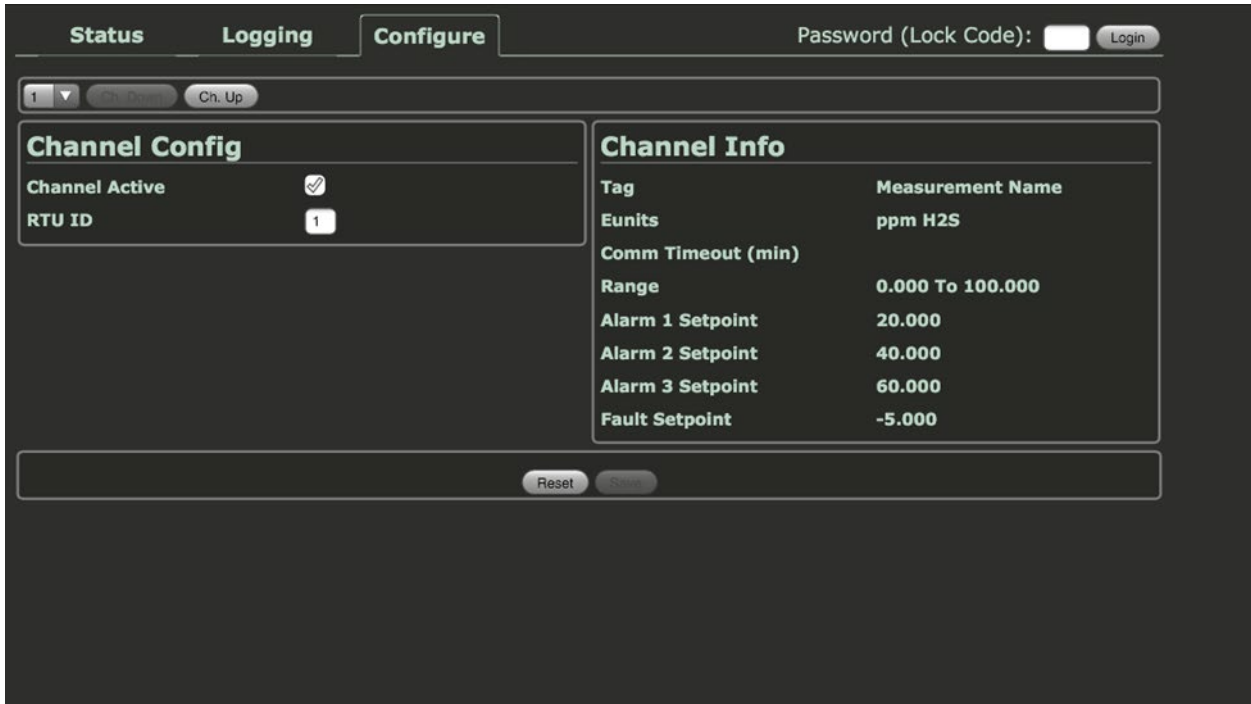 Status Logging Configure Password (Lock Code): Login
1 Ch. Down Ch. Up
Channel Config
Channel Active
RTU ID 1
Channel Info
Tag Measurement Name
Eunits ppm H2S
Comm Timeout (min)
Range 0.000 To 100.000
Alarm 1 Setpoint 20.000
Alarm 2 Setpoint 40.000
Alarm 3 Setpoint 60.000
Fault Setpoint -5.000
Reset Save